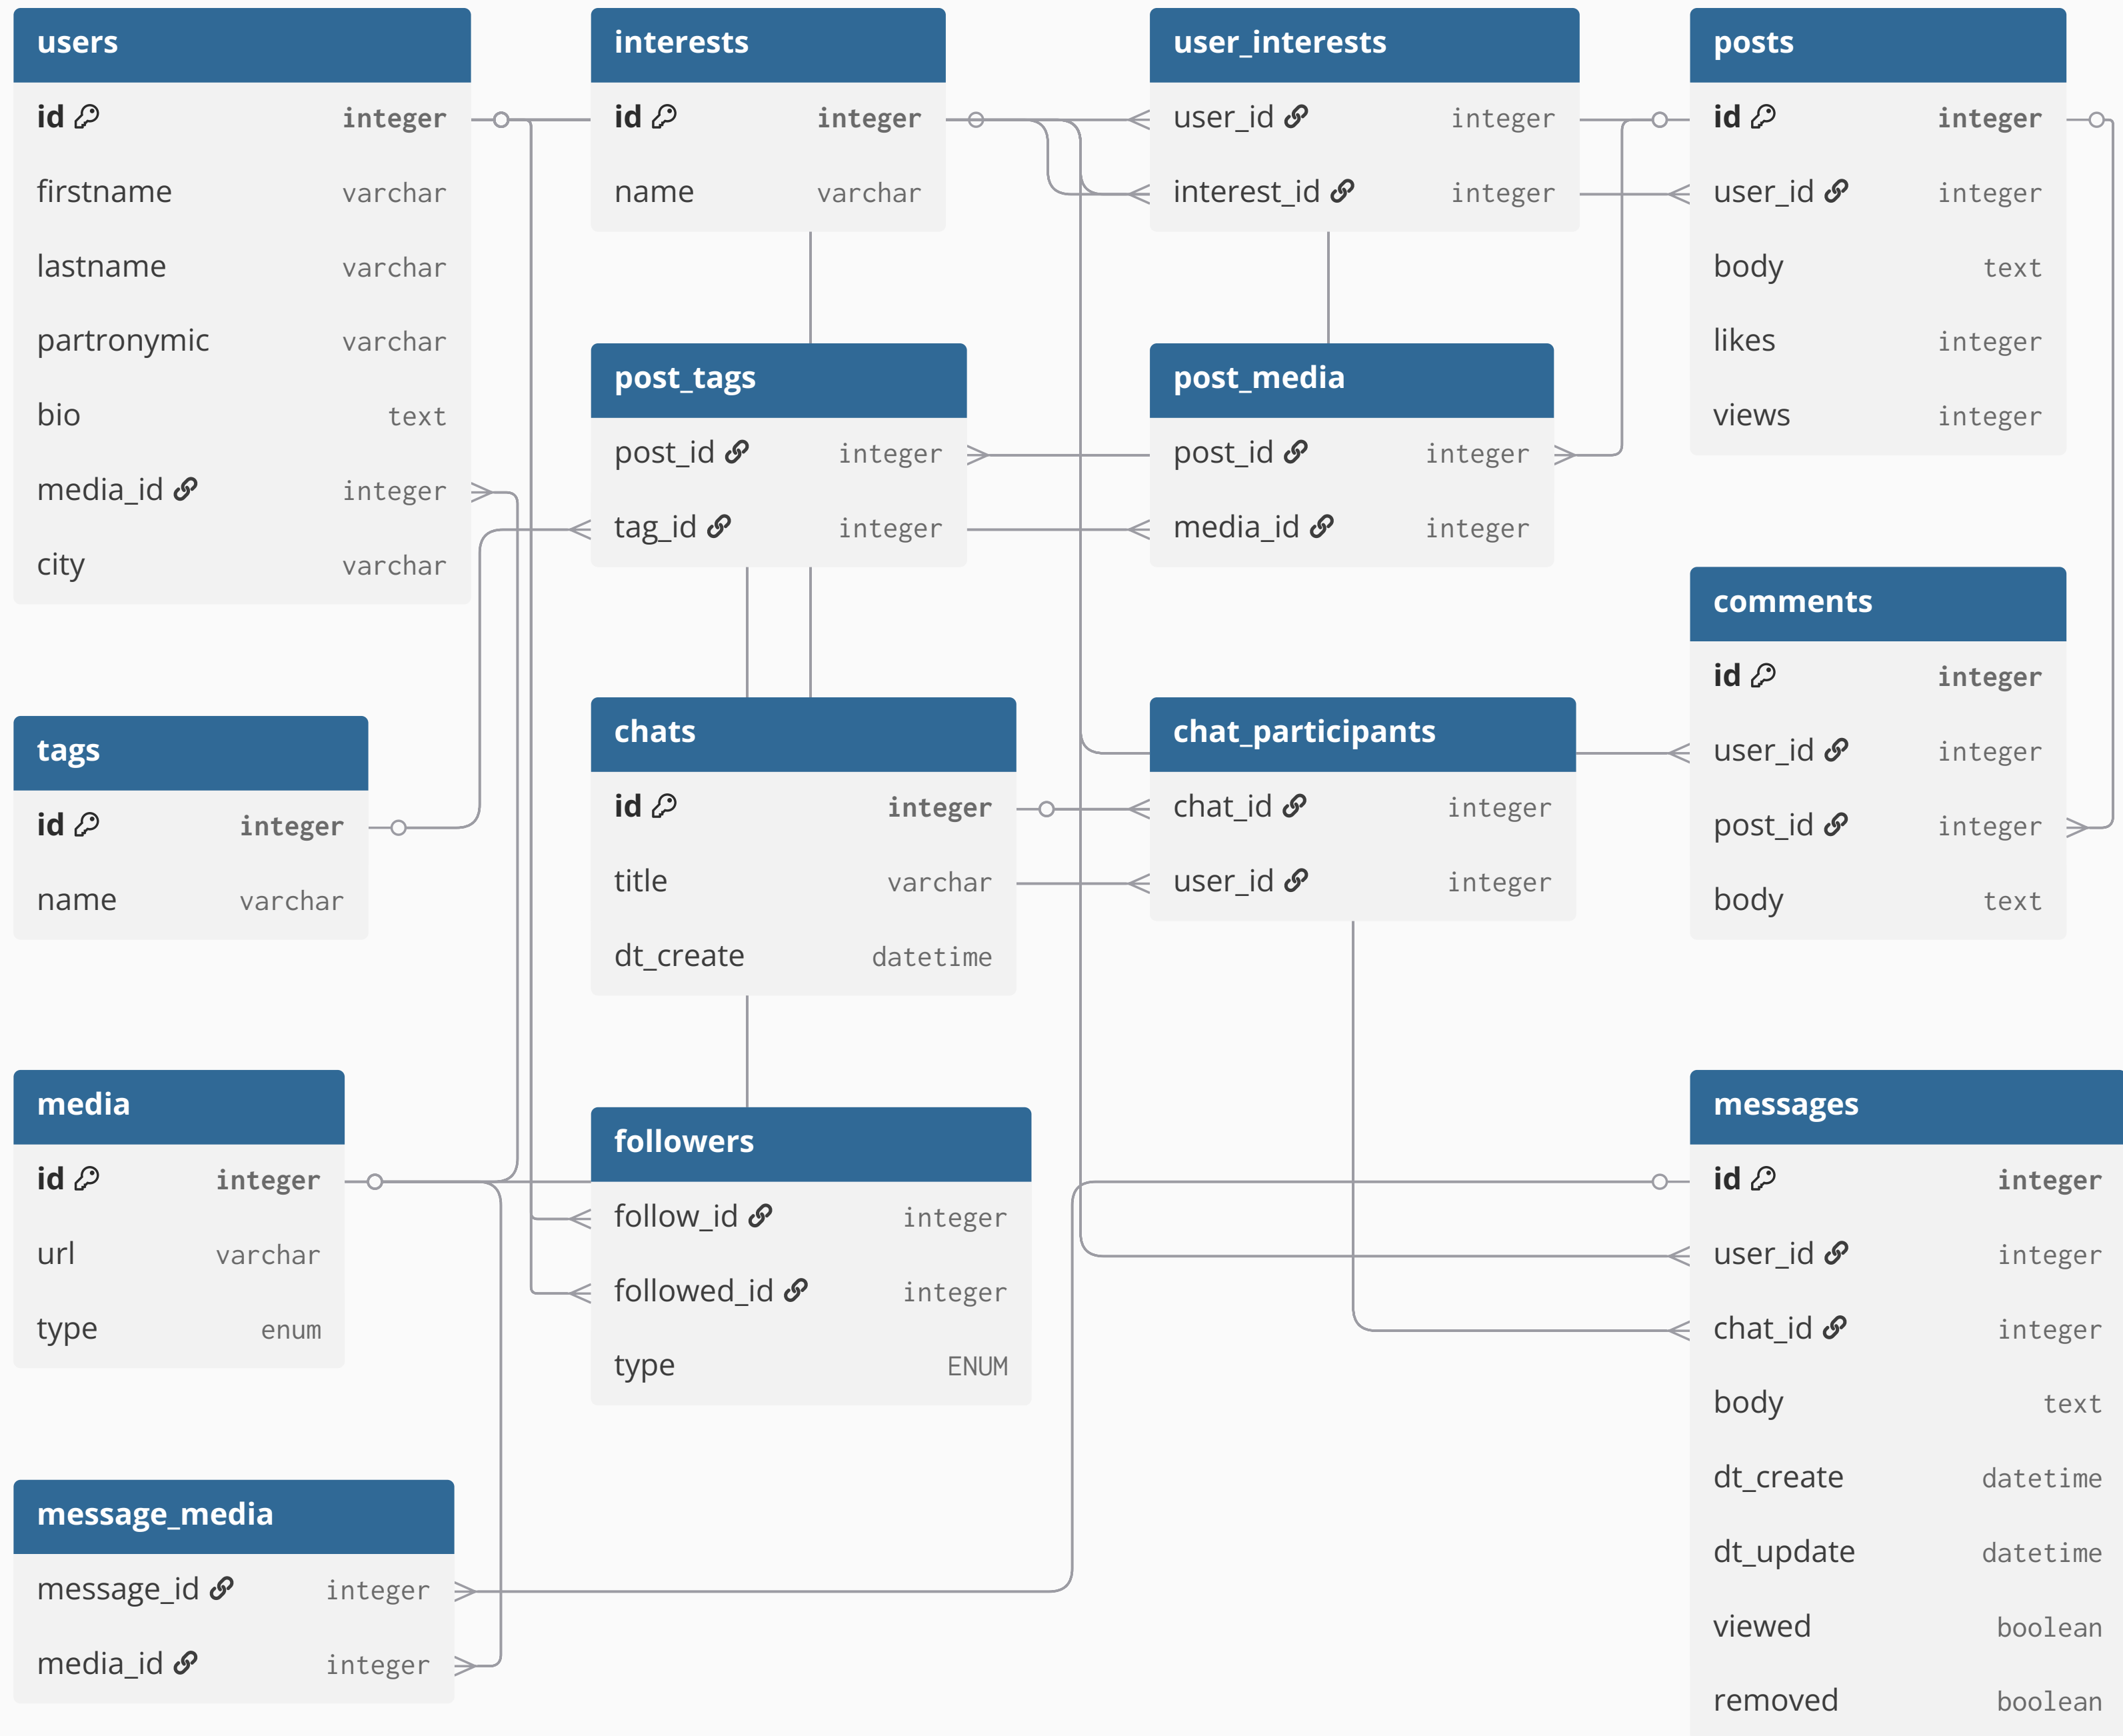 users
id integer
firstname varchar
lastname varchar
partronymic varchar
bio text
media_id integer
city varchar
interests
id integer
name varchar
user_interests
user_id integer
interest_id integer
posts
id integer
user_id integer
body text
likes integer
views integer
post_tags
post_id integer
tag_id integer
post_media
post_id integer
media_id integer
comments
id integer
user_id integer
post_id integer
body text
tags
id integer
name varchar
chats
id integer
title varchar
dt_create datetime
chat_participants
chat_id integer
user_id integer
media
id integer
url varchar
type enum
followers
follow_id integer
followed_id integer
type ENUM
messages
id integer
user_id integer
chat_id integer
body text
dt_create datetime
dt_update datetime
viewed boolean
removed boolean
message_media
message_id integer
media_id integer